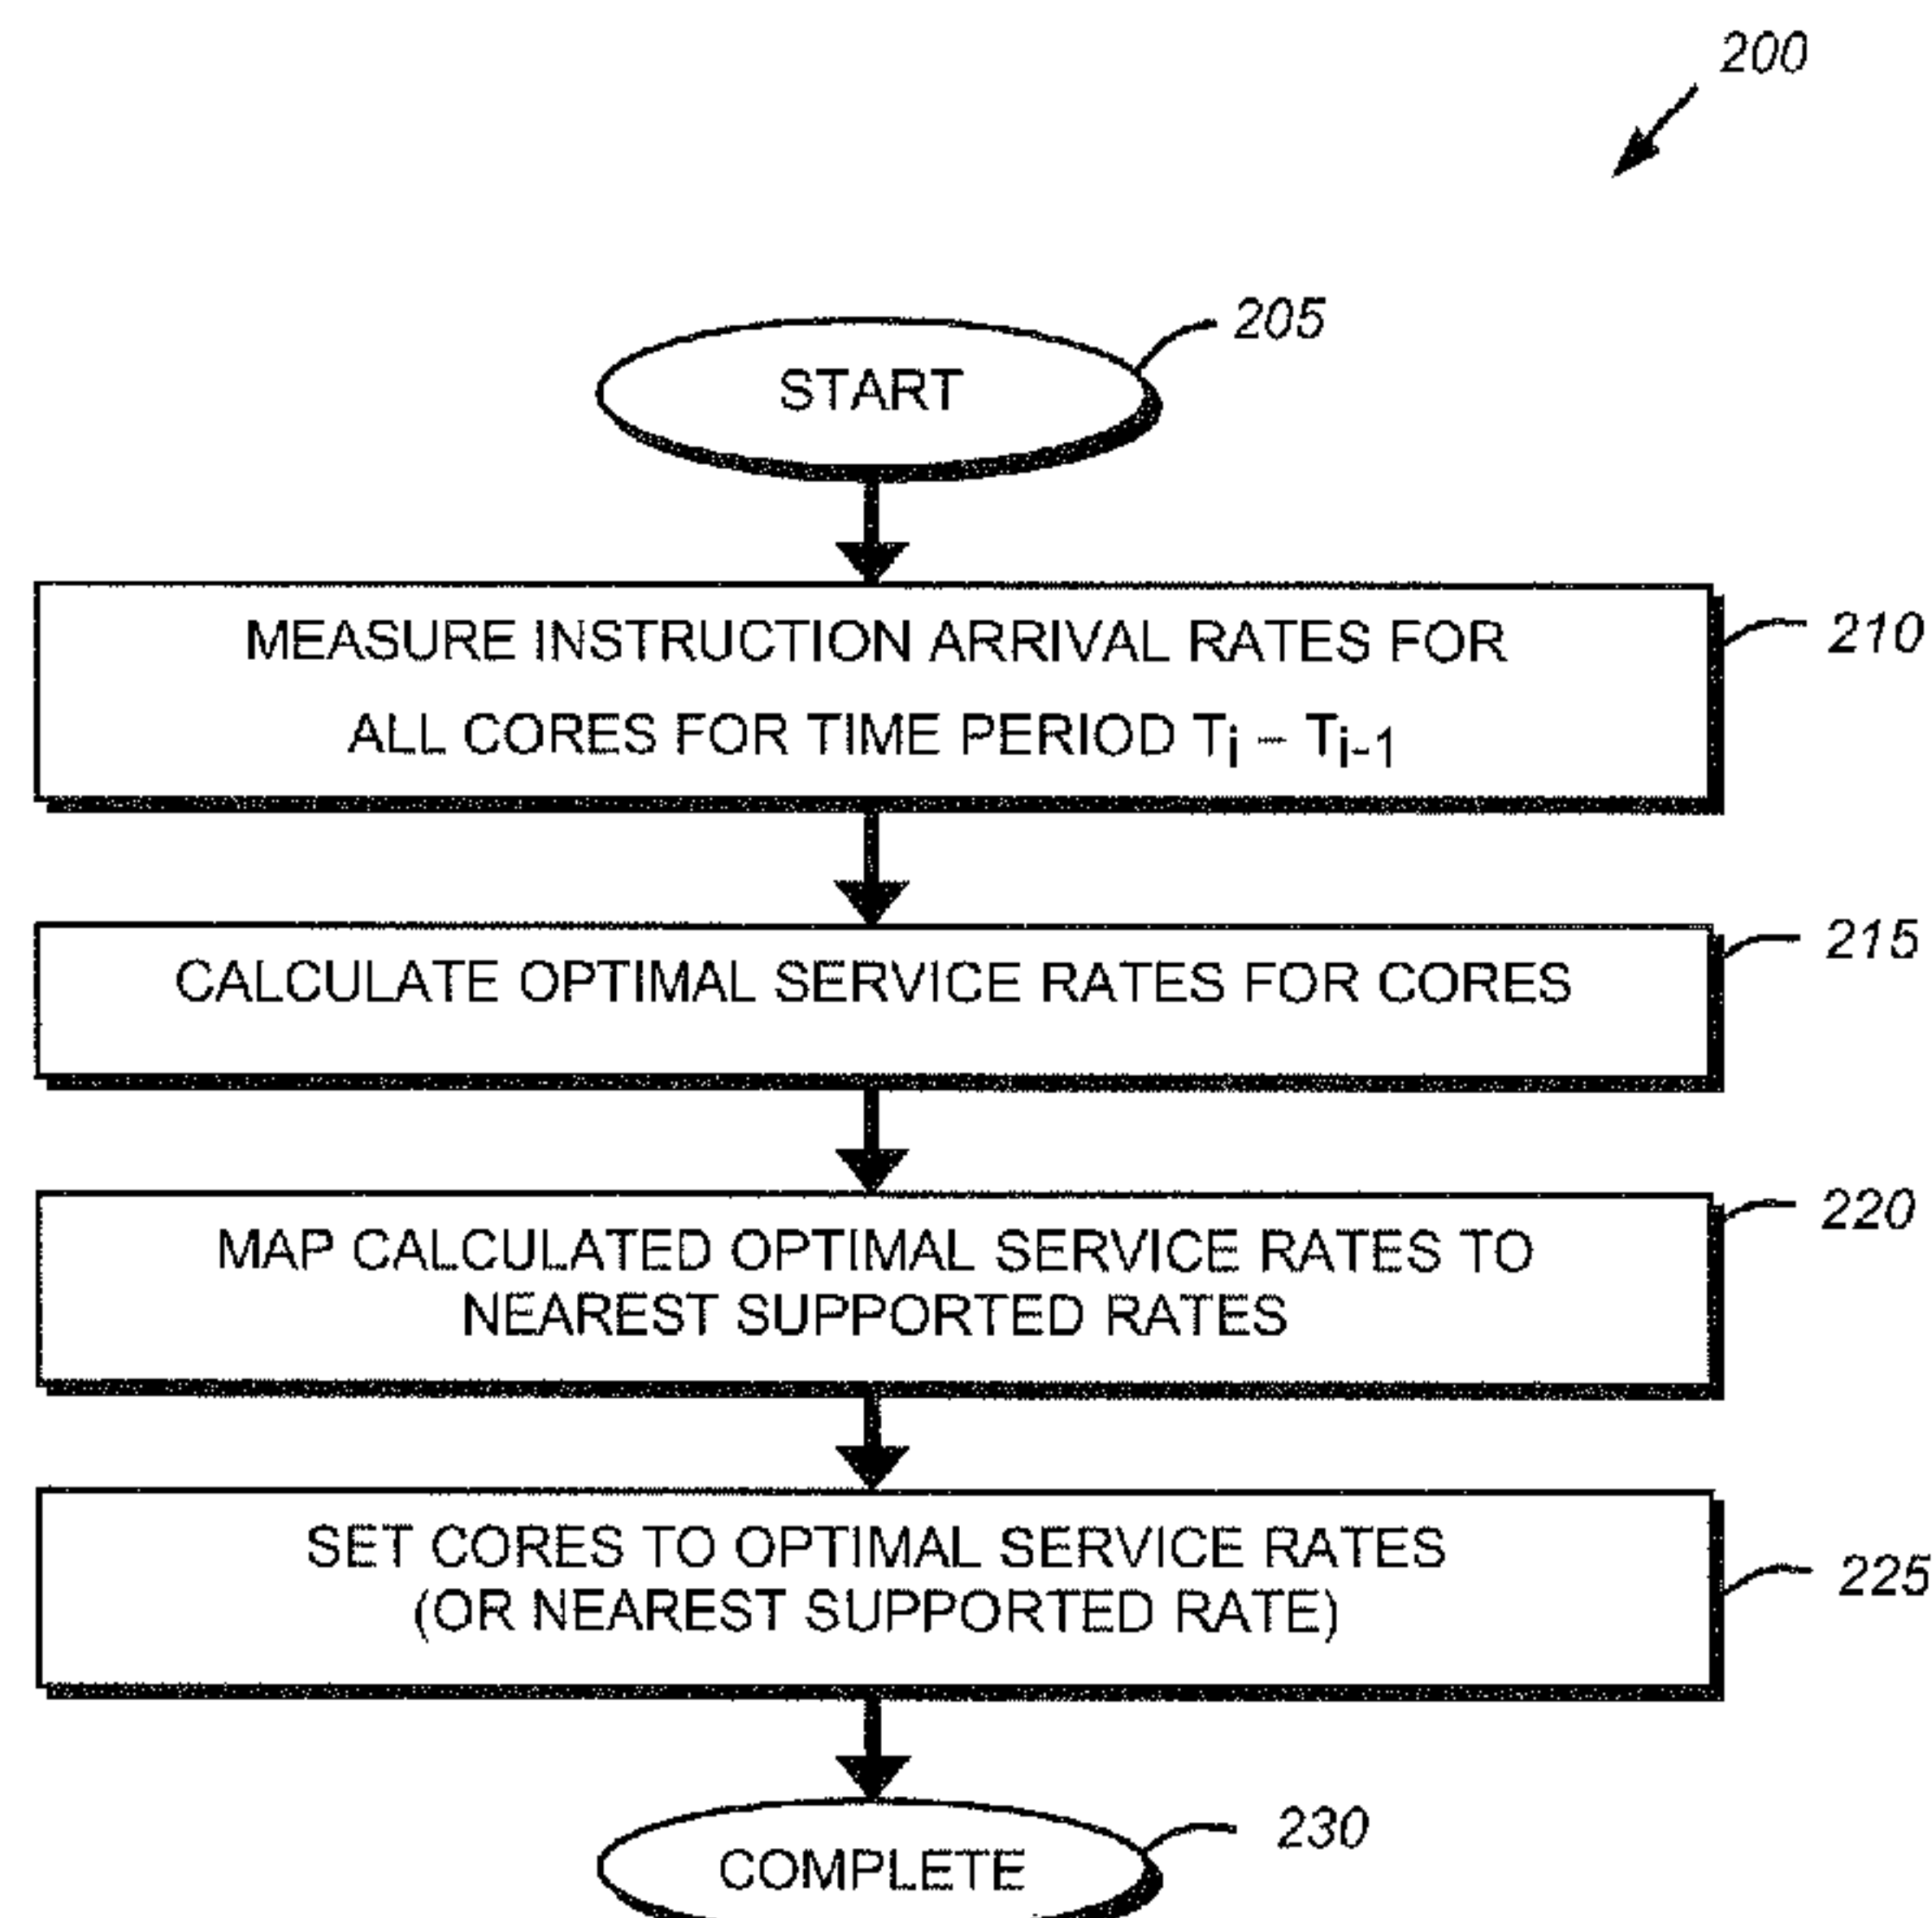 200
START
205
MEASURE INSTRUCTION ARRIVAL RATES FOR
ALL CORES FOR TIME PERIOD Ti – Ti-1
210
CALCULATE OPTIMAL SERVICE RATES FOR CORES
215
MAP CALCULATED OPTIMAL SERVICE RATES TO
NEAREST SUPPORTED RATES
220
SET CORES TO OPTIMAL SERVICE RATES
(OR NEAREST SUPPORTED RATE)
225
COMPLETE
230